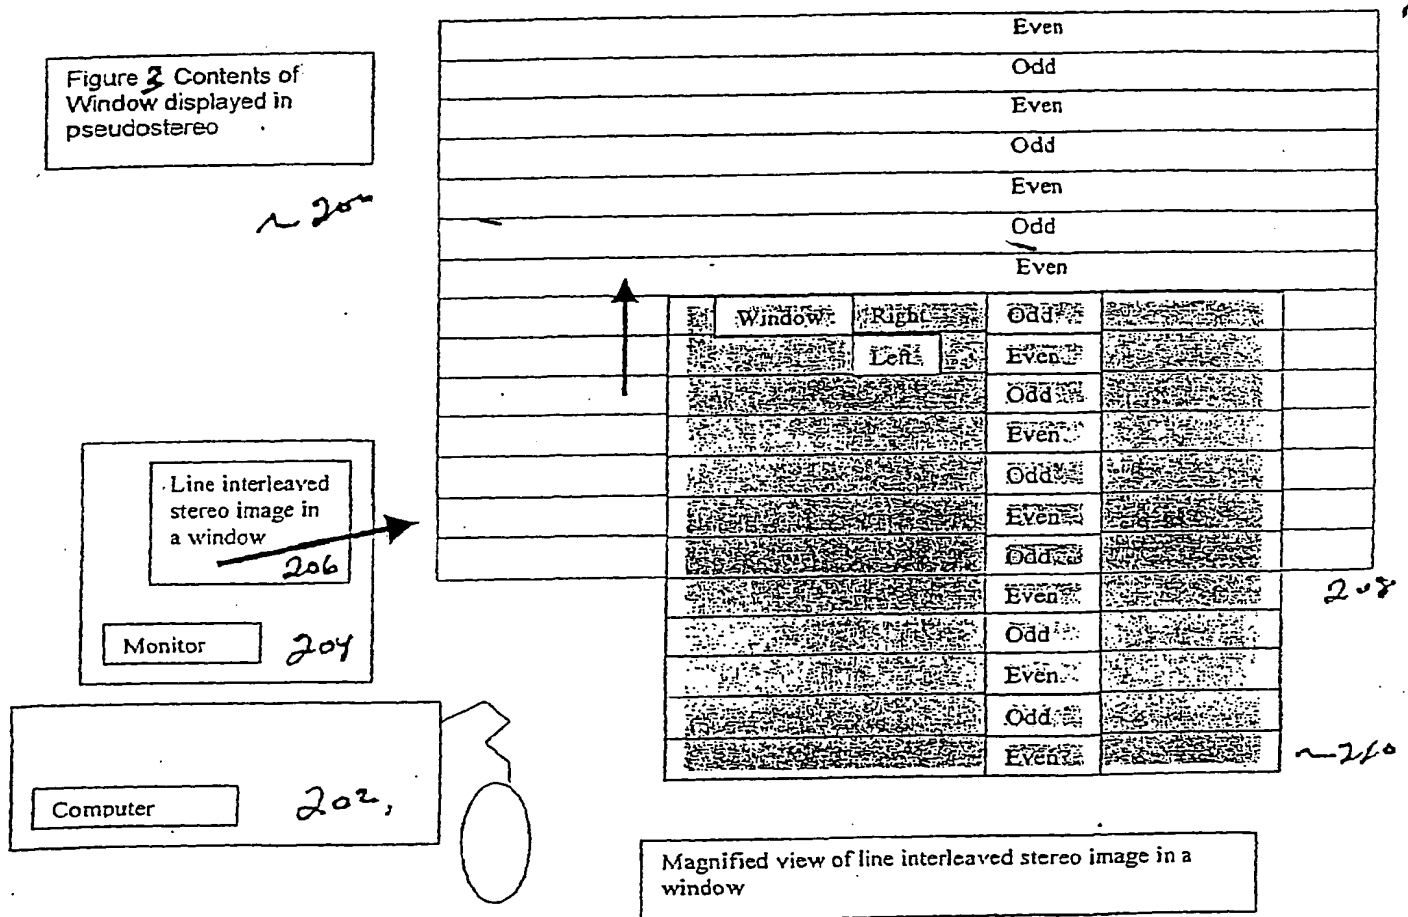 Figure 3 Contents of
Window displayed in
pseudostereo
~ 200
Even
Odd
Even
Odd
Even
Odd
Even
Window Right Odd
Left Even
Odd
Even
Odd
Even
Odd
Even
Odd
Even
Odd
Even
208
~210
Line interleaved
stereo image in
a window
206
Monitor 204
Computer 202,
Magnified view of line interleaved stereo image in a
window